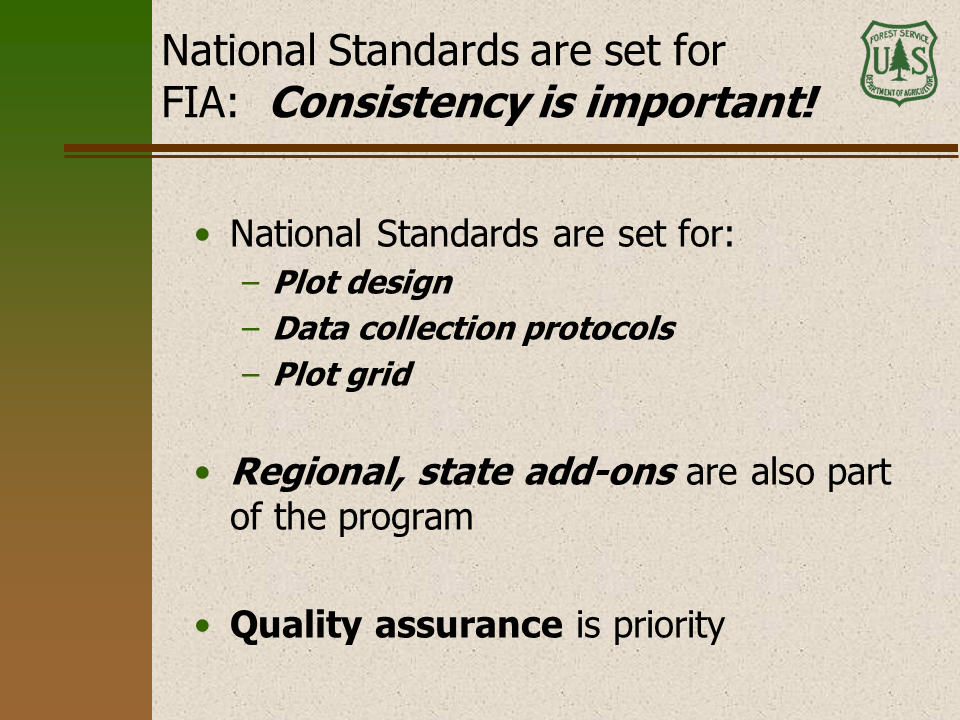 National Standards are set for
FIA: Consistency is important!
FOREST SERVICE
U S
DEPARTMENT OF AGRICULTURE
• National Standards are set for:
– Plot design
– Data collection protocols
– Plot grid
• Regional, state add-ons are also part
of the program
• Quality assurance is priority